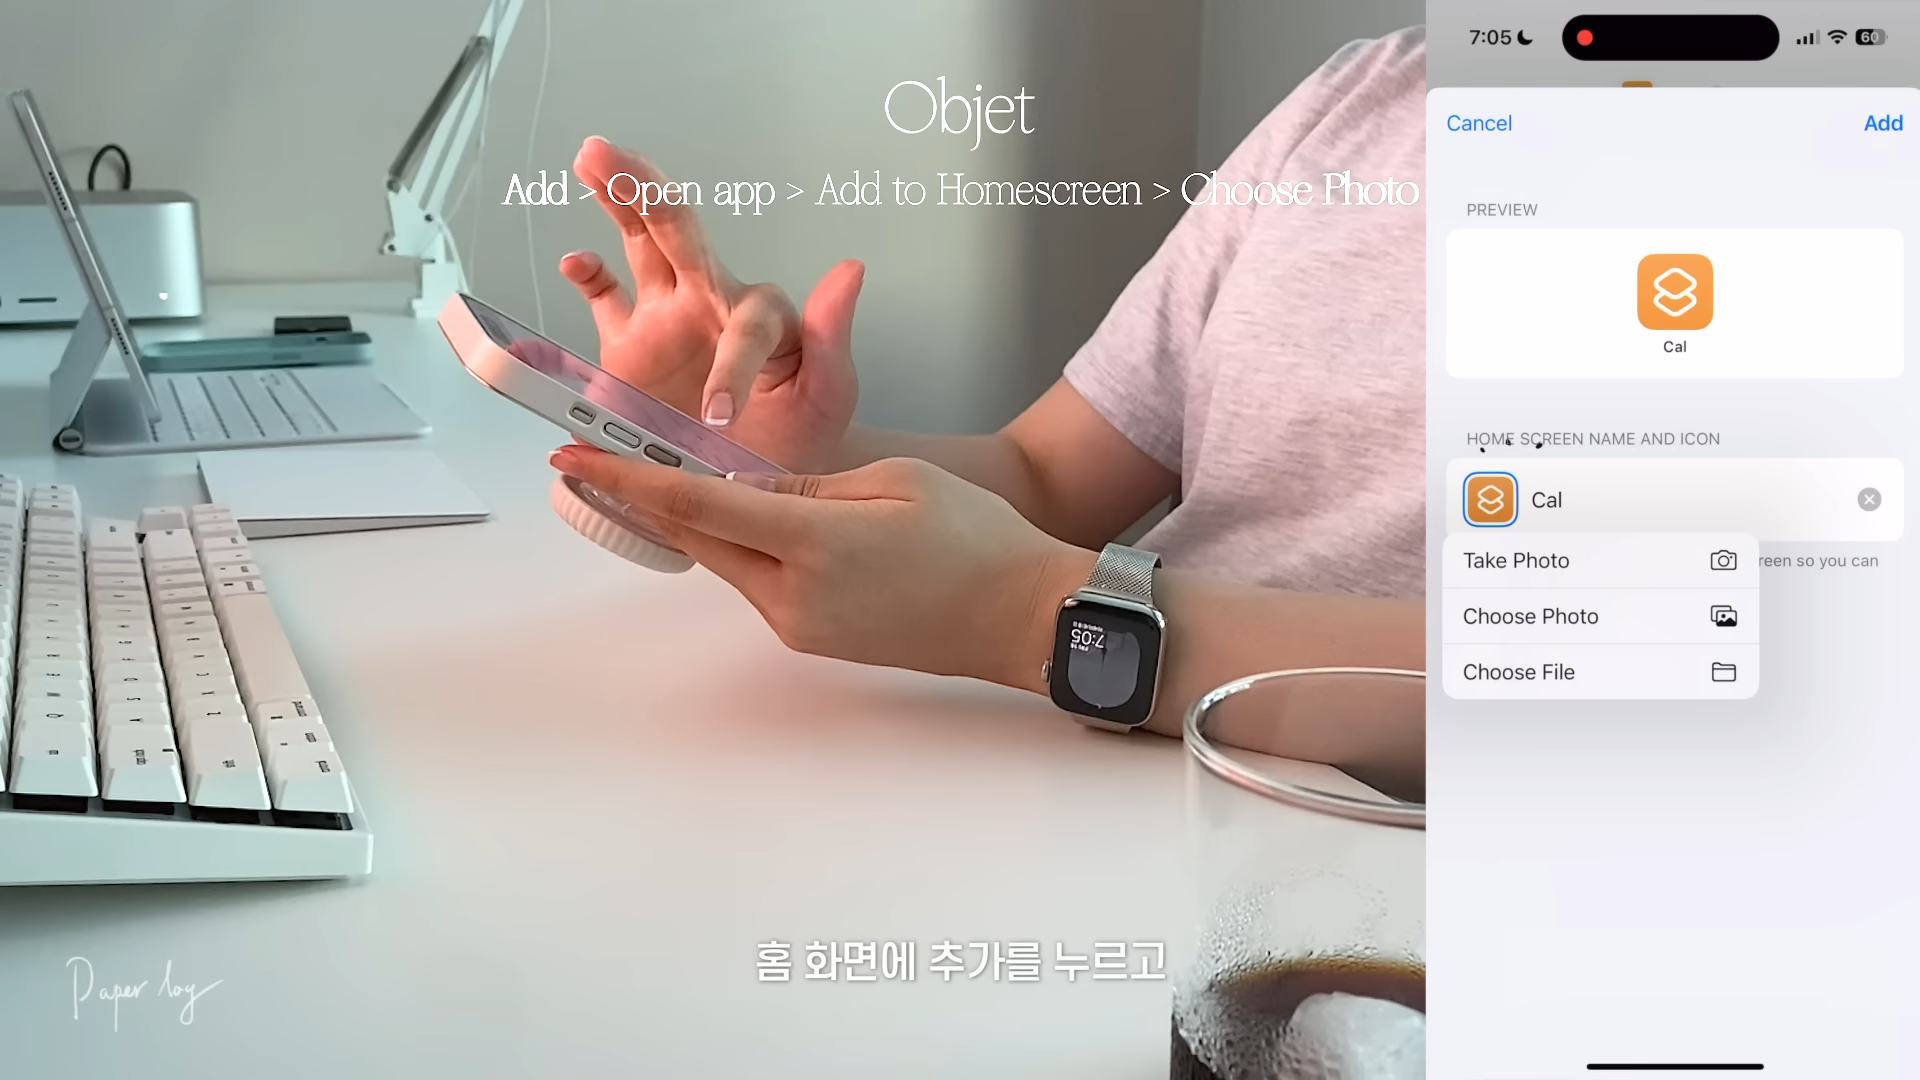 Objet
Add > Open app > Add to Homescreen > Choose Photo
7:05
60
Cancel
Add
PREVIEW
Cal
HOME SCREEN NAME AND ICON
Cal
reen so you can
Take Photo
Choose Photo
Choose File
7:05
홈 화면에 추가를 누르고
Paper log